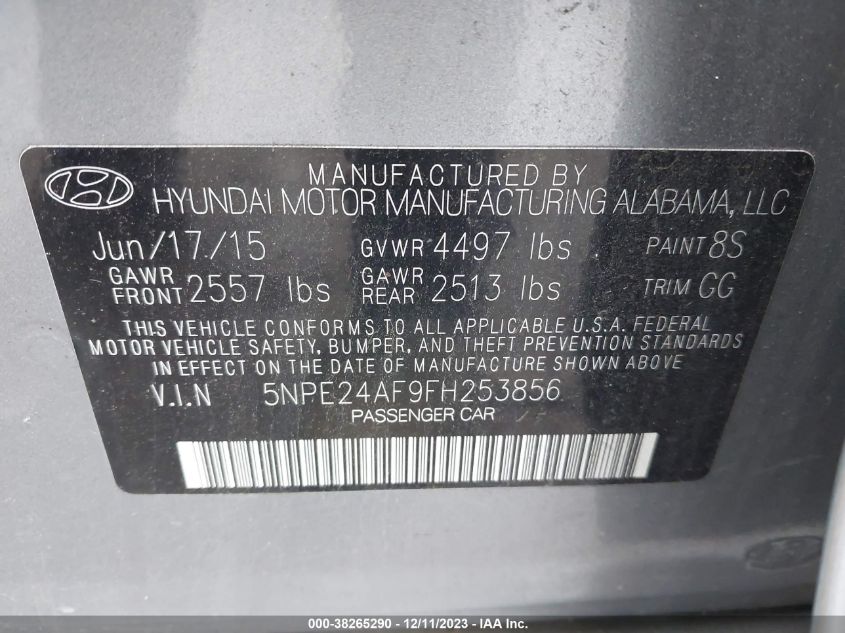 MANUFACTURED BY
HYUNDAI MOTOR MANUFACTURING ALABAMA, LLC
Jun/17/15 GVWR 4497 lbs PAINT 8S
GAWR FRONT 2557 lbs GAWR REAR 2513 lbs TRIM GG
THIS VEHICLE CONFORMS TO ALL APPLICABLE U.S.A. FEDERAL
MOTOR VEHICLE SAFETY, BUMPER, AND THEFT PREVENTION STANDARDS
IN EFFECT ON THE DATE OF MANUFACTURE SHOWN ABOVE.
V.I.N 5NPE24AF9FH253856
PASSENGER CAR
000-38265290 - 12/11/2023 - IAA Inc.